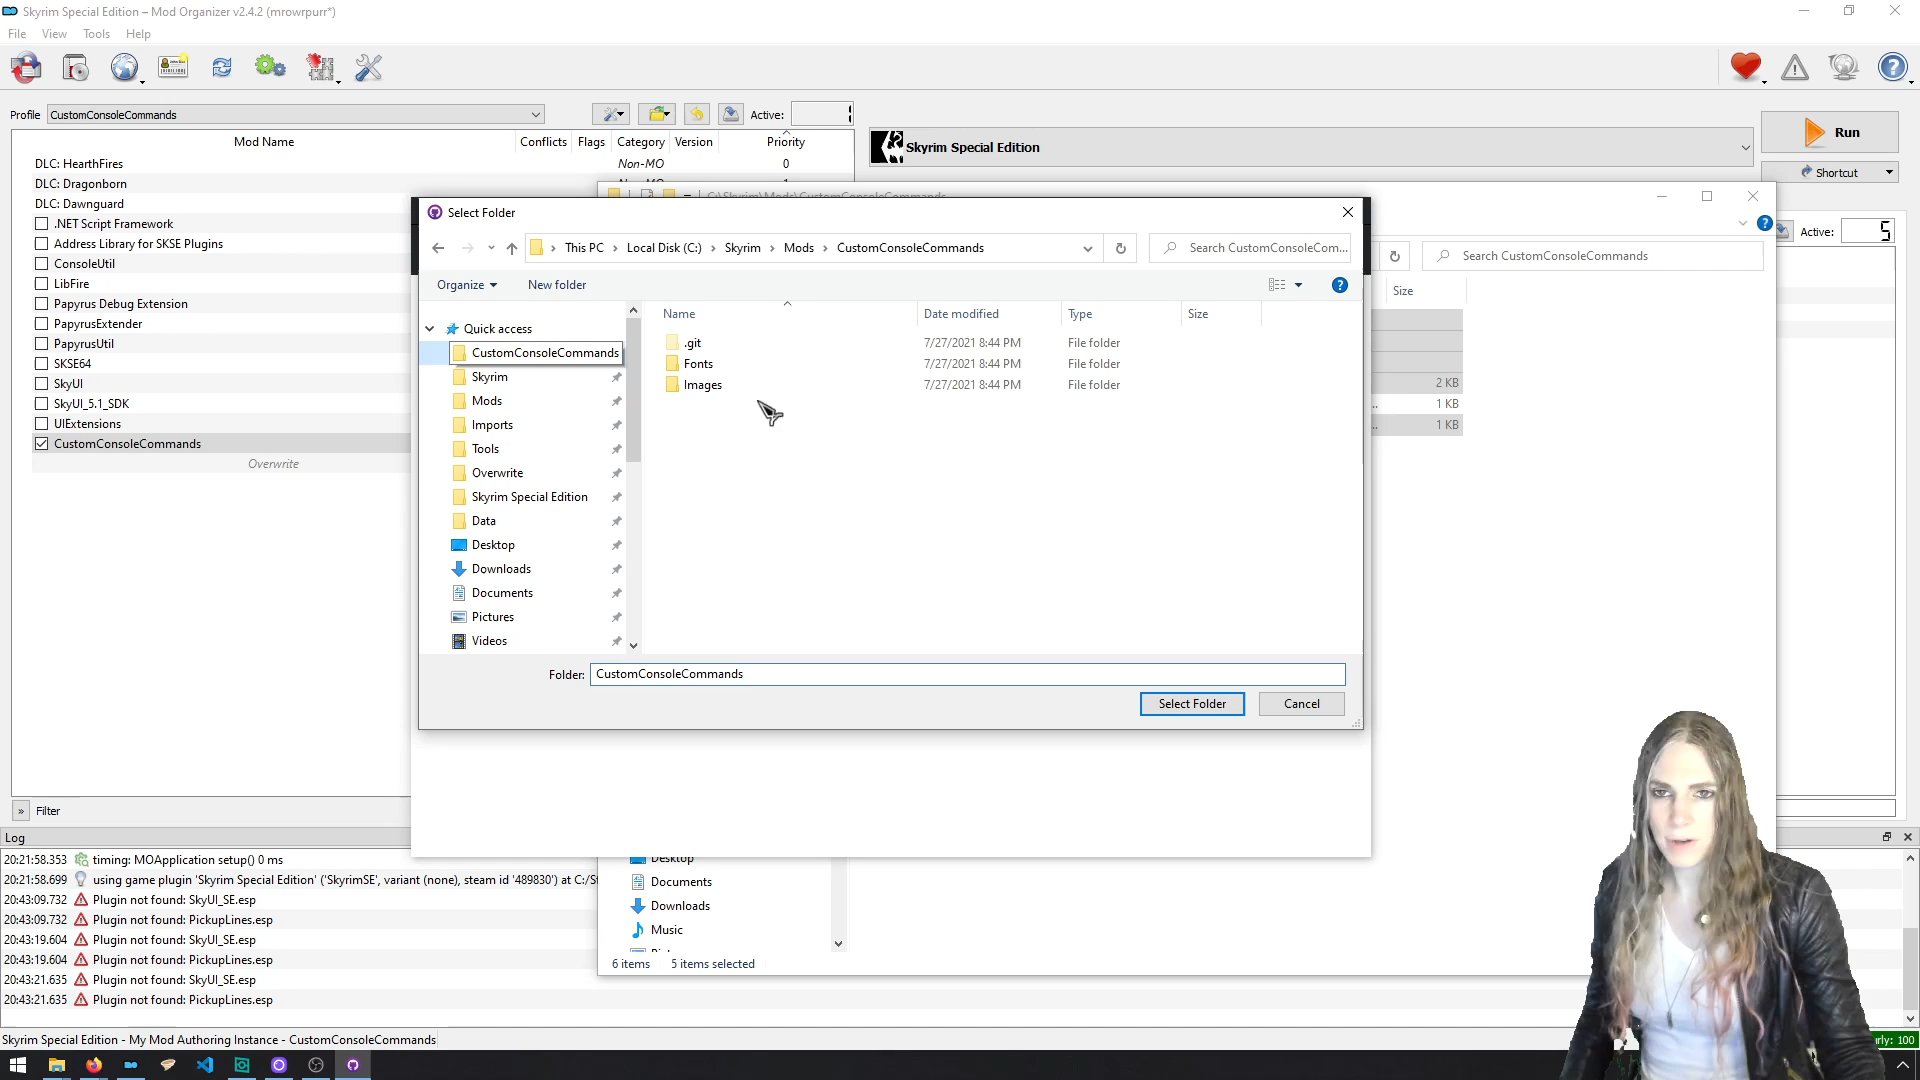 Skyrim Special Edition – Mod Organizer v2.4.2 (mrowrpurr*)
File View Tools Help
Profile CustomConsoleCommands Active:
Mod Name Conflicts Flags Category Version Priority
DLC: HearthFires Non-MO 0
DLC: Dragonborn
DLC: Dawnguard
.NET Script Framework
Address Library for SKSE Plugins
ConsoleUtil
LibFire
Papyrus Debug Extension
PapyrusExtender
PapyrusUtil
SKSE64
SkyUI
SkyUI_5.1_SDK
UIExtensions
CustomConsoleCommands
Overwrite
Filter
Skyrim Special Edition
Run
Shortcut
Active: 5
C:\Skyrim\Mods\CustomConsoleCommands
Search CustomConsoleCommands
Size
2 KB
.. 1 KB
1 KB
Select Folder
This PC Local Disk (C:) Skyrim Mods CustomConsoleCommands
Search CustomConsoleCom...
Organize New folder
Name Date modified Type Size
.git 7/27/2021 8:44 PM File folder
Fonts 7/27/2021 8:44 PM File folder
Images 7/27/2021 8:44 PM File folder
Quick access
CustomConsoleCommands
Skyrim
Mods
Imports
Tools
Overwrite
Skyrim Special Edition
Data
Desktop
Downloads
Documents
Pictures
Videos
Folder: CustomConsoleCommands
Select Folder Cancel
Desktop
Documents
Downloads
Music
6 items 5 items selected
Log
20:21:58.353 timing: MOApplication setup() 0 ms
20:21:58.699 using game plugin 'Skyrim Special Edition' ('SkyrimSE', variant (none), steam id '489830') at C:/St
20:43:09.732 Plugin not found: SkyUI_SE.esp
20:43:09.732 Plugin not found: PickupLines.esp
20:43:19.604 Plugin not found: SkyUI_SE.esp
20:43:19.604 Plugin not found: PickupLines.esp
20:43:21.635 Plugin not found: SkyUI_SE.esp
20:43:21.635 Plugin not found: PickupLines.esp
Skyrim Special Edition - My Mod Authoring Instance - CustomConsoleCommands
rly: 100